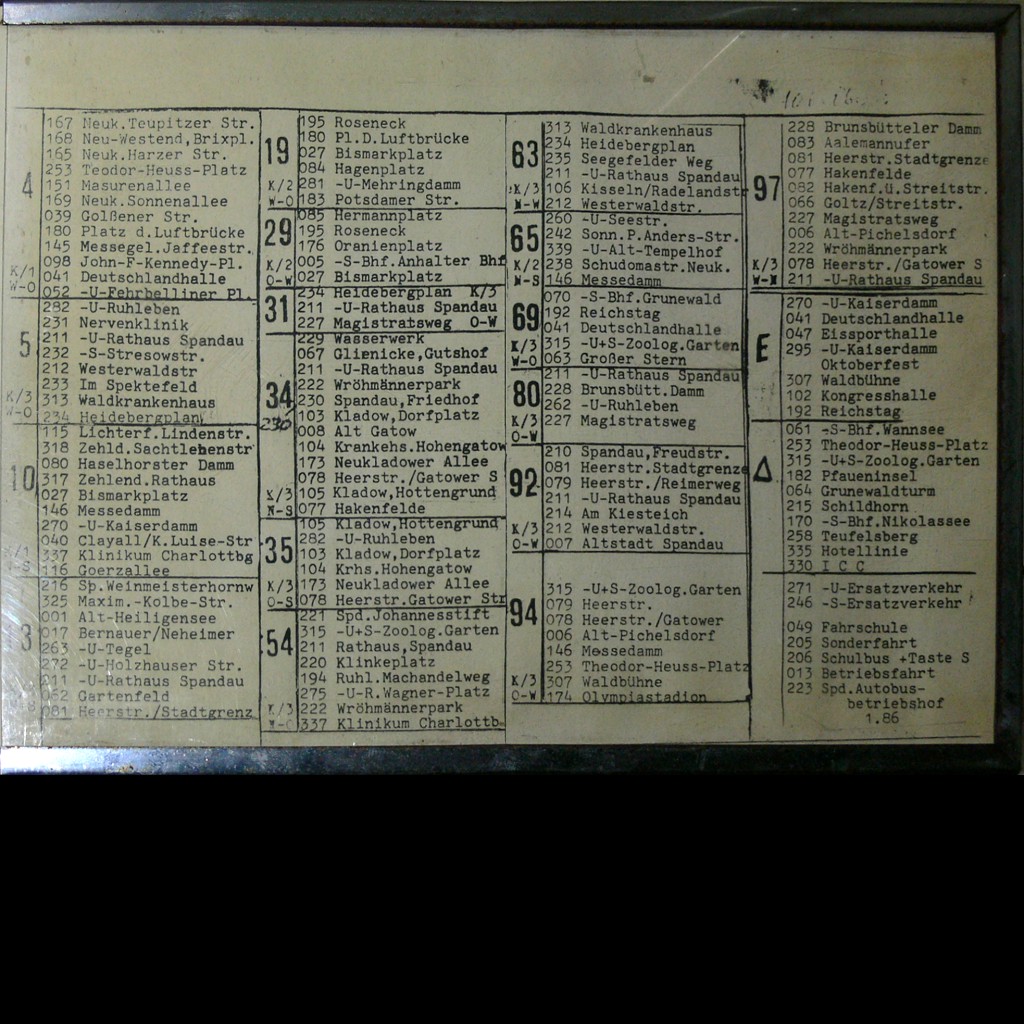 4
167 Neuk.Teupitzer Str.
168 Neu-Westend,Brixpl.
165 Neuk.Harzer Str.
253 Teodor-Heuss-Platz
151 Masurenallee
169 Neuk.Sonnenallee
039 Golßener Str.
180 Platz d.Luftbrücke
145 Messegel.Jaffeestr.
098 John-F-Kennedy-Pl.
K/1 041 Deutschlandhalle
W-O 052 -U-Fehrbelliner Pl.
5
282 -U-Ruhleben
231 Nervenklinik
211 -U-Rathaus Spandau
232 -S-Stresowstr.
212 Westerwaldstr
233 Im Spektefeld
K/3 313 Waldkrankenhaus
W-O 234 Heidebergplan
10
115 Lichterf.Lindenstr.
318 Zehld.Sachtlebenstr
080 Haselhorster Damm
317 Zehlend.Rathaus
027 Bismarkplatz
146 Messedamm
270 -U-Kaiserdamm
040 Clayall/K.Luise-Str
K/1 337 Klinikum Charlottbg
116 Goerzallee
3
216 Sp.Weinmeisterhornw
325 Maxim.-Kolbe-Str.
001 Alt-Heiligensee
017 Bernauer/Neheimer
263 -U-Tegel
272 -U-Holzhauser Str.
211 -U-Rathaus Spandau
062 Gartenfeld
081 Heerstr./Stadtgrenz
19
195 Roseneck
180 Pl.D.Luftbrücke
027 Bismarkplatz
084 Hagenplatz
K/2 281 -U-Mehringdamm
W-O 183 Potsdamer Str.
29
085 Hermannplatz
195 Roseneck
176 Oranienplatz
K/2 005 -S-Bhf.Anhalter Bhf
O-W 027 Bismarkplatz
31
234 Heidebergplan K/3
211 -U-Rathaus Spandau
227 Magistratsweg O-W
34
236
229 Wasserwerk
067 Glienicke,Gutshof
211 -U-Rathaus Spandau
222 Wröhmännerpark
230 Spandau,Friedhof
103 Kladow,Dorfplatz
008 Alt Gatow
104 Krankehs.Hohengatow
173 Neukladower Allee
078 Heerstr./Gatower S
K/3 105 Kladow,Hottengrund
N-S 077 Hakenfelde
35
105 Kladow,Hottengrund
282 -U-Ruhleben
103 Kladow,Dorfplatz
104 Krhs.Hohengatow
K/3 173 Neukladower Allee
O-S 078 Heerstr.Gatower Str
54
221 Spd.Johannesstift
315 -U+S-Zoolog.Garten
211 Rathaus,Spandau
220 Klinkeplatz
194 Ruhl.Machandelweg
275 -U-R.Wagner-Platz
K/3 222 Wröhmännerpark
W-O 337 Klinikum Charlottb
63
313 Waldkrankenhaus
234 Heidebergplan
235 Seegefelder Weg
211 -U-Rathaus Spandau
K/3 106 Kisseln/Radelandst
N-W 212 Westerwaldstr.
65
260 -U-Seestr.
242 Sonn.P.Anders-Str.
339 -U-Alt-Tempelhof
K/2 238 Schudomastr.Neuk.
N-S 146 Messedamm
69
070 -S-Bhf.Grunewald
192 Reichstag
041 Deutschlandhalle
K/3 315 -U+S-Zoolog.Garten
W-O 063 Großer Stern
80
211 -U-Rathaus Spandau
228 Brunsbütt.Damm
262 -U-Ruhleben
K/3 227 Magistratsweg
O-W
92
210 Spandau,Freudstr.
081 Heerstr.Stadtgrenze
079 Heerstr./Reimerweg
211 -U-Rathaus Spandau
214 Am Kiesteich
K/3 212 Westerwaldstr.
O-W 007 Altstadt Spandau
94
315 -U+S-Zoolog.Garten
079 Heerstr.
078 Heerstr./Gatower
006 Alt-Pichelsdorf
146 Messedamm
253 Theodor-Heuss-Platz
K/3 307 Waldbühne
O-W 174 Olympiastadion
97
228 Brunsbütteler Damm
083 Aalemannufer
081 Heerstr.Stadtgrenze
077 Hakenfelde
082 Hakenf.ü.Streitstr.
066 Goltz/Streitstr.
227 Magistratsweg
006 Alt-Pichelsdorf
222 Wröhmännerpark
K/3 078 Heerstr./Gatower S
W-N 211 -U-Rathaus Spandau
E
270 -U-Kaiserdamm
041 Deutschlandhalle
047 Eissporthalle
295 -U-Kaiserdamm
Oktoberfest
307 Waldbühne
102 Kongresshalle
192 Reichstag
Δ
061 -S-Bhf.Wannsee
253 Theodor-Heuss-Platz
315 -U+S-Zoolog.Garten
182 Pfaueninsel
064 Grunewaldturm
215 Schildhorn
170 -S-Bhf.Nikolassee
258 Teufelsberg
335 Hotellinie
330 I C C
271 -U-Ersatzverkehr
246 -S-Ersatzverkehr
049 Fahrschule
205 Sonderfahrt
206 Schulbus +Taste S
013 Betriebsfahrt
223 Spd.Autobus-
betriebshof
1.86